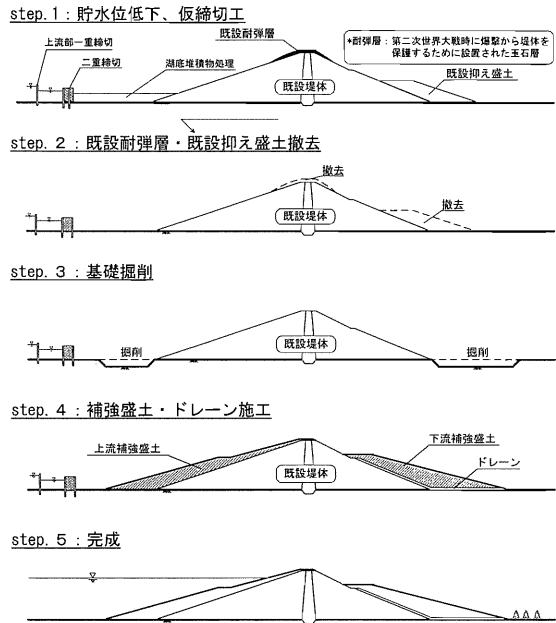 step.1：貯水位低下、仮締切工
既設耐弾層
*耐弾層：第二次世界大戦時に爆撃から堤体を
保護するために設置された玉石層
上流部一重締切
二重締切
湖底堆積物処理
既設堤体
既設抑え盛土
step.2：既設耐弾層・既設抑え盛土撤去
撤去
既設堤体
撤去
step.3：基礎掘削
掘削
既設堤体
掘削
step.4：補強盛土・ドレーン施工
上流補強盛土
既設堤体
下流補強盛土
ドレーン
step.5：完成